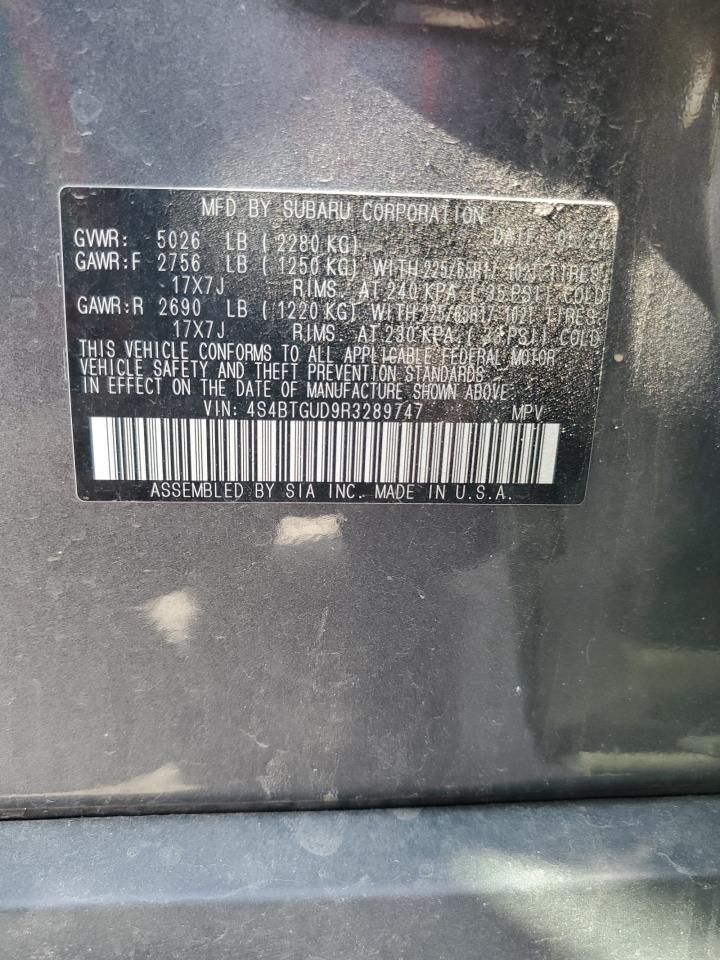 MFD BY SUBARU CORPORATION
GVWR: 5026 LB ( 2280 KG) DATE
GAWR:F 2756 LB ( 1250 KG) WITH 225/65R17 102T TIRES,
17X7J RIMS, AT 240 KPA ( 35 PSI) COLD
GAWR:R 2690 LB ( 1220 KG) WITH 225/65R17 102T TIRES,
17X7J RIMS, AT 230 KPA ( PSI) COLD
THIS VEHICLE CONFORMS TO ALL APPLICABLE FEDERAL MOTOR
VEHICLE SAFETY AND THEFT PREVENTION STANDARDS
IN EFFECT ON THE DATE OF MANUFACTURE SHOWN ABOVE.
VIN: 4S4BTGUD9R3289747 MPV
ASSEMBLED BY SIA INC. MADE IN U.S.A.